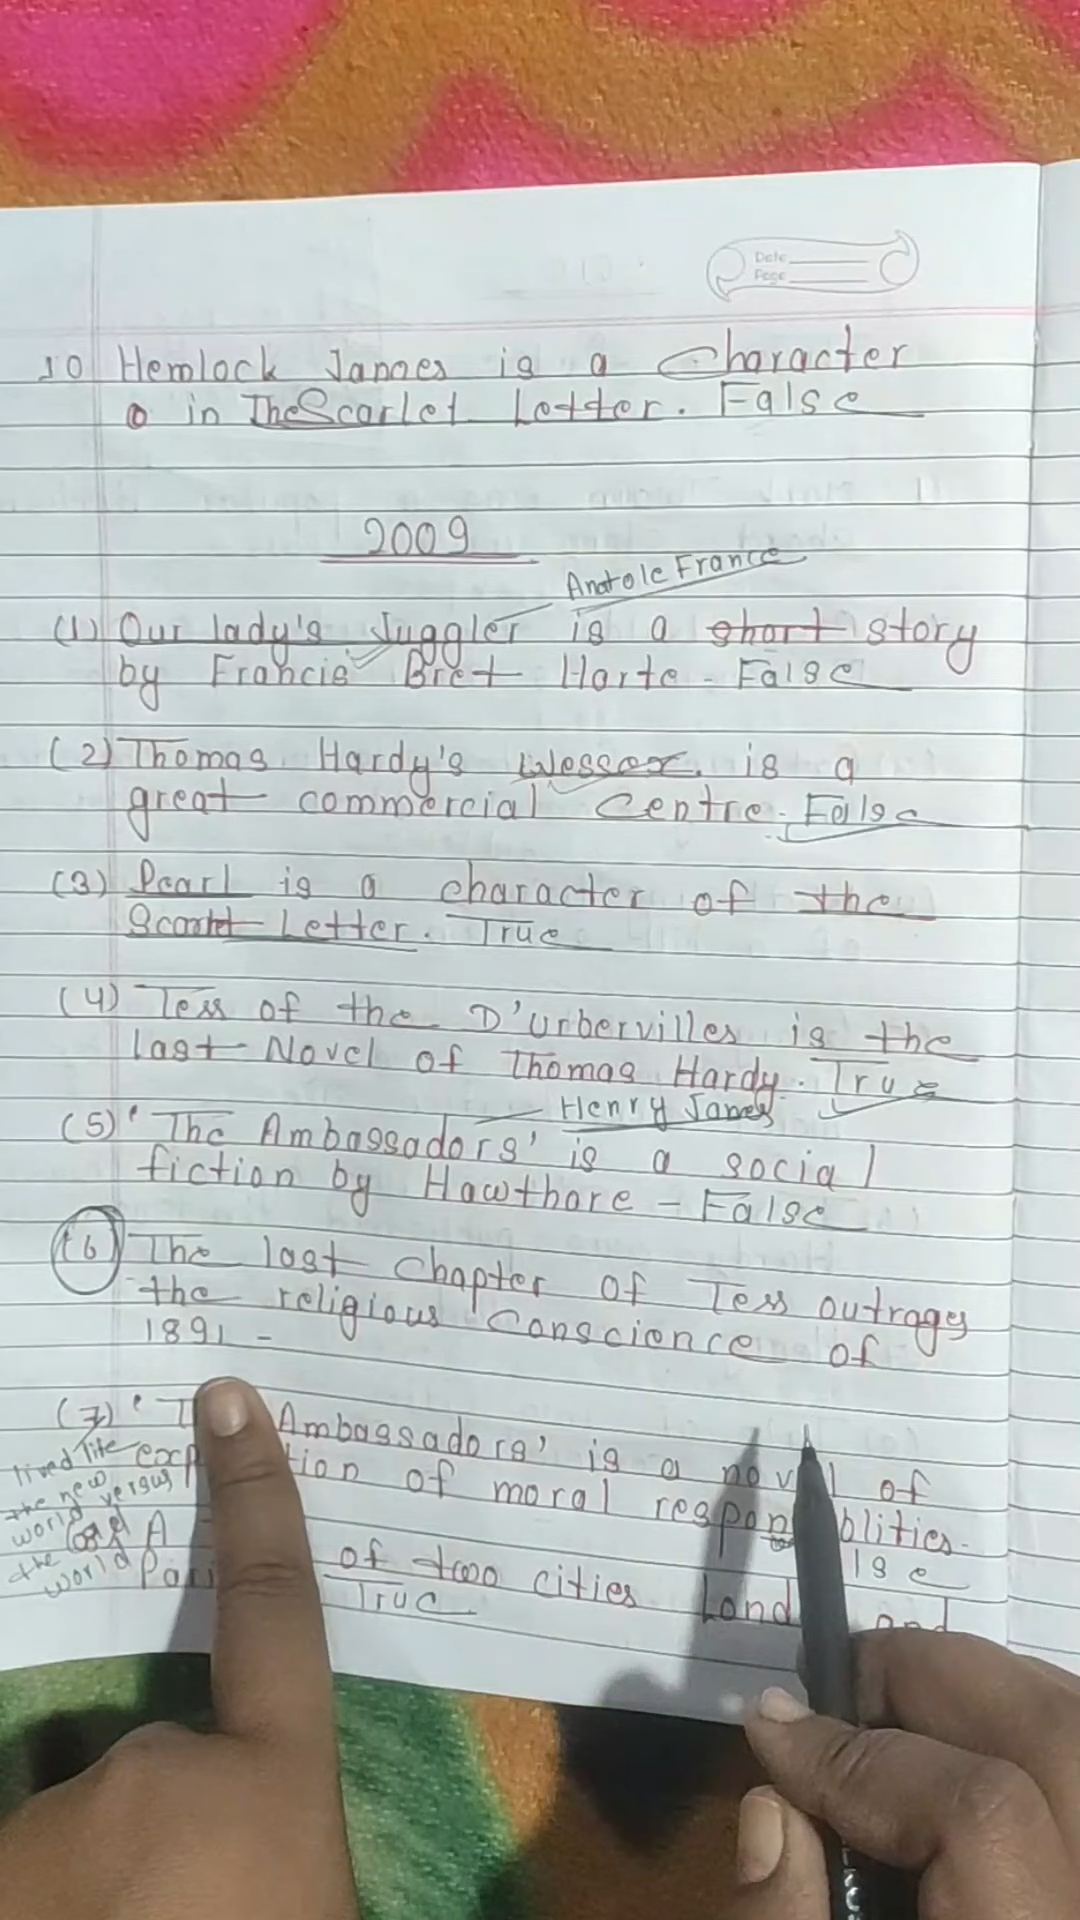 Date
Page
10 Hemlock James is a Character
in The Scarlet Letter. False
2009
Anatole France
(1) Our lady's Juggler is a short story
by Francis Bret Harte - False
(2) Thomas Hardy's Wessex is a
great commercial Centre. False
(3) Pearl is a character of the
Scarlet Letter. True
(4) Tess of the D'urbervilles is the
last Novel of Thomas Hardy. True
Henry James
(5) 'The Ambassadors' is a social
fiction by Hawthore - False
(6) The last Chapter of Tess outrages
the religious Conscience of
1891 -
(7) ' Ambassadors' is a novel of
lived life
tion of moral
the new
world versus
the old
world
A of two cities and
True